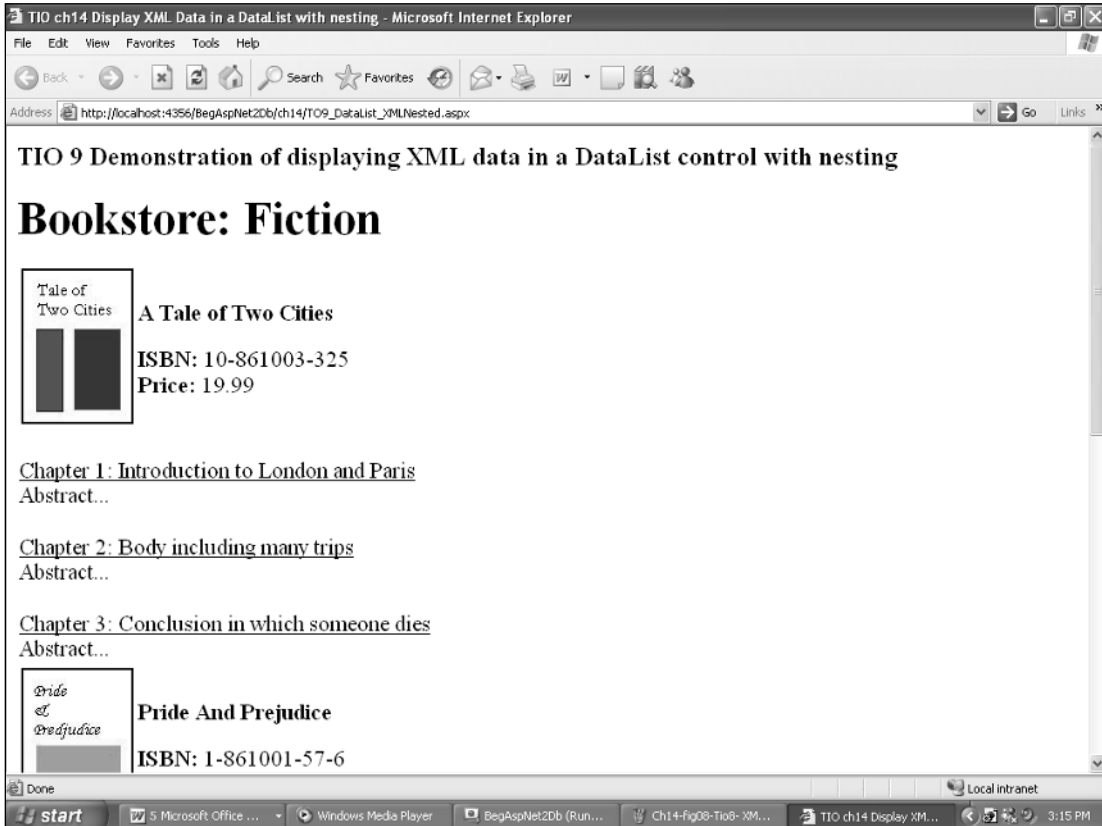 TIO ch14 Display XML Data in a DataList with nesting - Microsoft Internet Explorer
File Edit View Favorites Tools Help
Back Search Favorites
Address http://localhost:4356/BegAspNet2Db/ch14/TO9_DataList_XMLNested.aspx Go Links »
TIO 9 Demonstration of displaying XML data in a DataList control with nesting
Bookstore: Fiction
Tale of
Two Cities
A Tale of Two Cities
ISBN: 10-861003-325
Price: 19.99
Chapter 1: Introduction to London and Paris
Abstract...
Chapter 2: Body including many trips
Abstract...
Chapter 3: Conclusion in which someone dies
Abstract...
Pride
&
Predjudice
Pride And Prejudice
ISBN: 1-861001-57-6
Done Local intranet
start 5 Microsoft Office ... Windows Media Player BegAspNet2Db (Run... Ch14-fig08-Tio8- XM... TIO ch14 Display XM... 3:15 PM